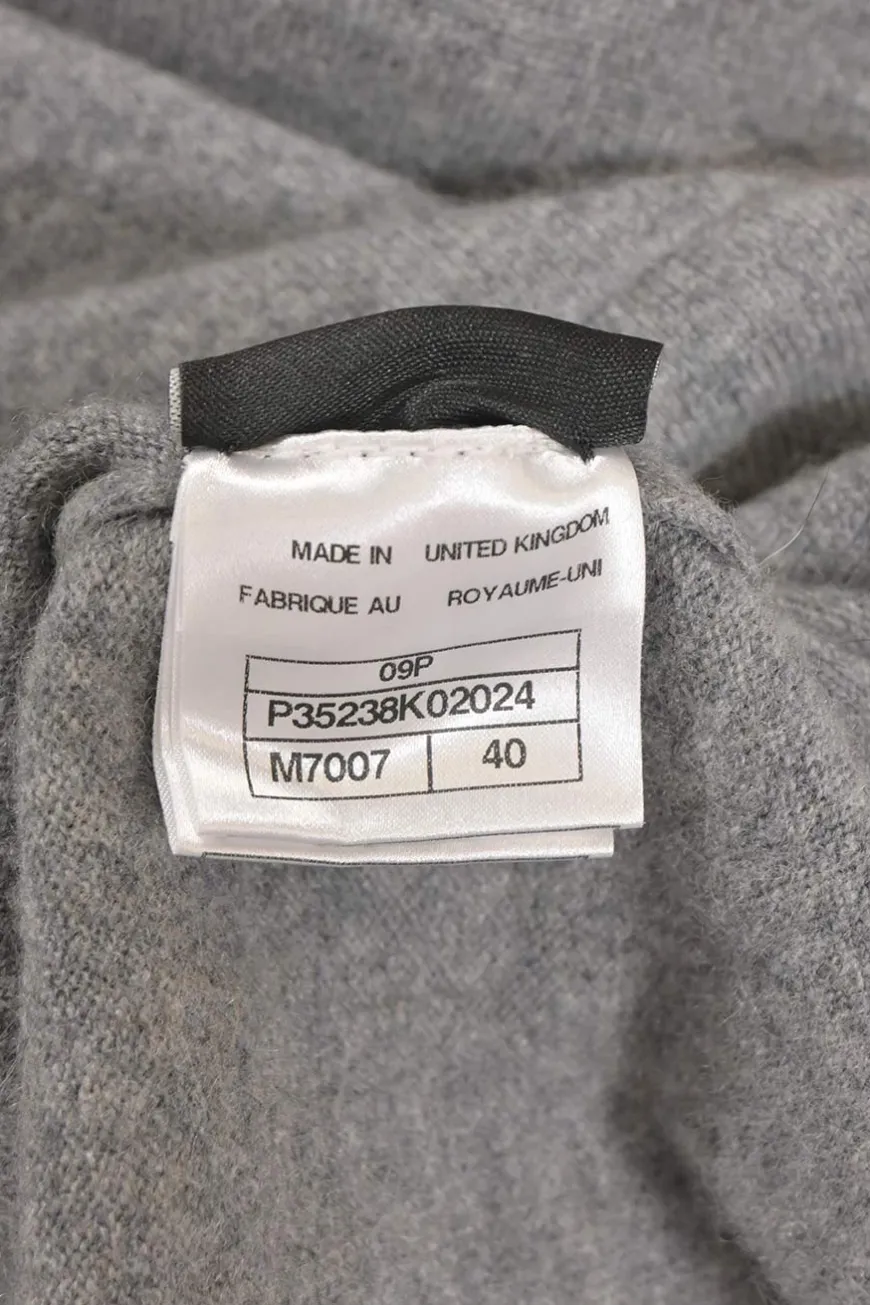 MADE IN UNITED KINGDOM
FABRIQUE AU ROYAUME-UNI
09P
P35238K02024
M7007 40